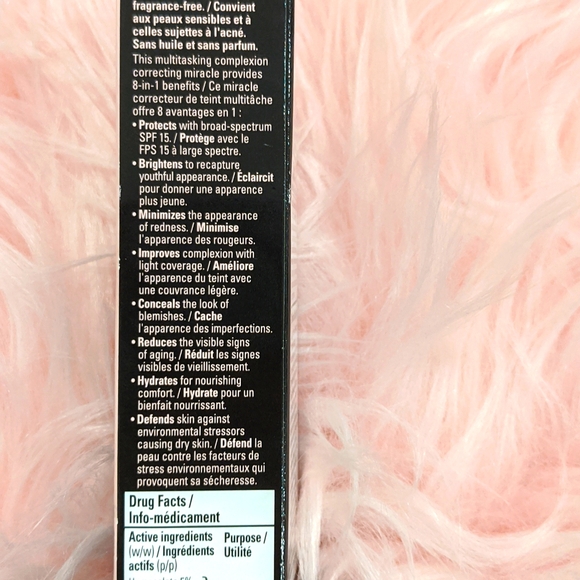 fragrance-free. / Convient
aux peaux sensibles et à
celles sujettes à l'acné.
Sans huile et sans parfum.
This multitasking complexion
correcting miracle provides
8-in-1 benefits / Ce miracle
correcteur de teint multitâche
offre 8 avantages en 1 :
• Protects with broad-spectrum
SPF 15. / Protège avec le
FPS 15 à large spectre.
• Brightens to recapture
youthful appearance. / Éclaircit
pour donner une apparence
plus jeune.
• Minimizes the appearance
of redness. / Minimise
l'apparence des rougeurs.
• Improves complexion with
light coverage. / Améliore
l'apparence du teint avec
une couvrance légère.
• Conceals the look of
blemishes. / Cache
l'apparence des imperfections.
• Reduces the visible signs
of aging. / Réduit les signes
visibles de vieillissement.
• Hydrates for nourishing
comfort. / Hydrate pour un
bienfait nourrissant.
• Defends skin against
environmental stressors
causing dry skin. / Défend la
peau contre les facteurs de
stress environnementaux qui
provoquent sa sécheresse.
Drug Facts /
Info-médicament
Active ingredients Purpose /
(w/w) / Ingrédients Utilité
actifs (p/p)